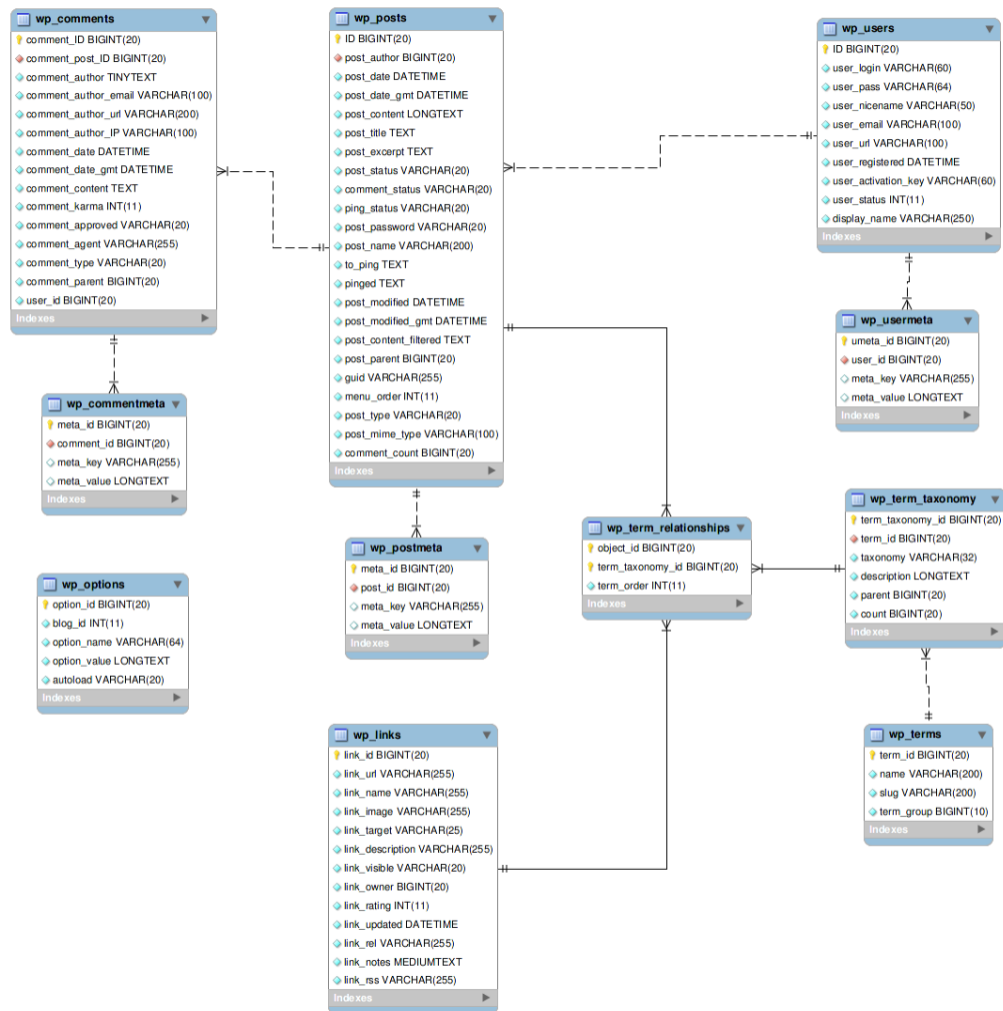 wp_comments
comment_ID BIGINT(20)
comment_post_ID BIGINT(20)
comment_author TINYTEXT
comment_author_email VARCHAR(100)
comment_author_url VARCHAR(200)
comment_author_IP VARCHAR(100)
comment_date DATETIME
comment_date_gmt DATETIME
comment_content TEXT
comment_karma INT(11)
comment_approved VARCHAR(20)
comment_agent VARCHAR(255)
comment_type VARCHAR(20)
comment_parent BIGINT(20)
user_id BIGINT(20)
Indexes
wp_posts
ID BIGINT(20)
post_author BIGINT(20)
post_date DATETIME
post_date_gmt DATETIME
post_content LONGTEXT
post_title TEXT
post_excerpt TEXT
post_status VARCHAR(20)
comment_status VARCHAR(20)
ping_status VARCHAR(20)
post_password VARCHAR(20)
post_name VARCHAR(200)
to_ping TEXT
pinged TEXT
post_modified DATETIME
post_modified_gmt DATETIME
post_content_filtered TEXT
post_parent BIGINT(20)
guid VARCHAR(255)
menu_order INT(11)
post_type VARCHAR(20)
post_mime_type VARCHAR(100)
comment_count BIGINT(20)
Indexes
wp_users
ID BIGINT(20)
user_login VARCHAR(60)
user_pass VARCHAR(64)
user_nicename VARCHAR(50)
user_email VARCHAR(100)
user_url VARCHAR(100)
user_registered DATETIME
user_activation_key VARCHAR(60)
user_status INT(11)
display_name VARCHAR(250)
Indexes
wp_usermeta
umeta_id BIGINT(20)
user_id BIGINT(20)
meta_key VARCHAR(255)
meta_value LONGTEXT
Indexes
wp_commentmeta
meta_id BIGINT(20)
comment_id BIGINT(20)
meta_key VARCHAR(255)
meta_value LONGTEXT
Indexes
wp_postmeta
meta_id BIGINT(20)
post_id BIGINT(20)
meta_key VARCHAR(255)
meta_value LONGTEXT
Indexes
wp_term_relationships
object_id BIGINT(20)
term_taxonomy_id BIGINT(20)
term_order INT(11)
Indexes
wp_term_taxonomy
term_taxonomy_id BIGINT(20)
term_id BIGINT(20)
taxonomy VARCHAR(32)
description LONGTEXT
parent BIGINT(20)
count BIGINT(20)
Indexes
wp_options
option_id BIGINT(20)
blog_id INT(11)
option_name VARCHAR(64)
option_value LONGTEXT
autoload VARCHAR(20)
Indexes
wp_links
link_id BIGINT(20)
link_url VARCHAR(255)
link_name VARCHAR(255)
link_image VARCHAR(255)
link_target VARCHAR(25)
link_description VARCHAR(255)
link_visible VARCHAR(20)
link_owner BIGINT(20)
link_rating INT(11)
link_updated DATETIME
link_rel VARCHAR(255)
link_notes MEDIUMTEXT
link_rss VARCHAR(255)
Indexes
wp_terms
term_id BIGINT(20)
name VARCHAR(200)
slug VARCHAR(200)
term_group BIGINT(10)
Indexes